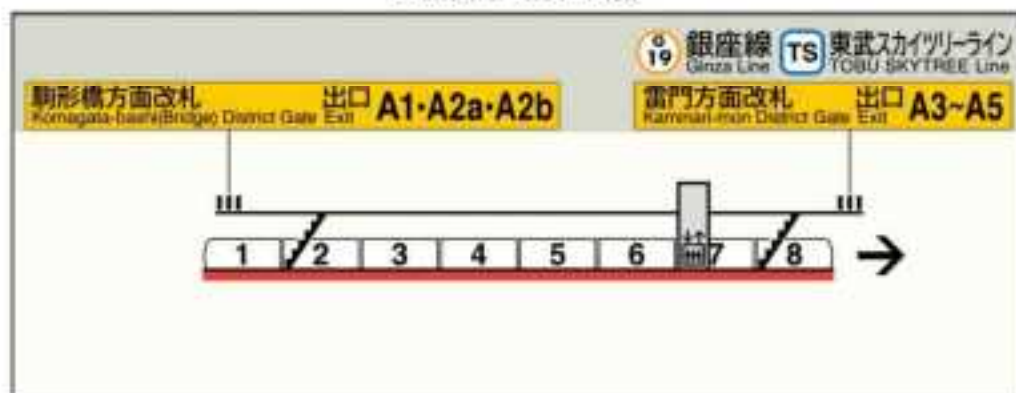 G
19
銀座線
Ginza Line
TS
東武スカイツリーライン
TOBU SKYTREE Line
駒形橋方面改札
Komagata-bashi(Bridge) District Gate
出口
Exit
A1・A2a・A2b
雷門方面改札
Kaminari-mon District Gate
出口
Exit
A3~A5
1 2 3 4 5 6 7 8